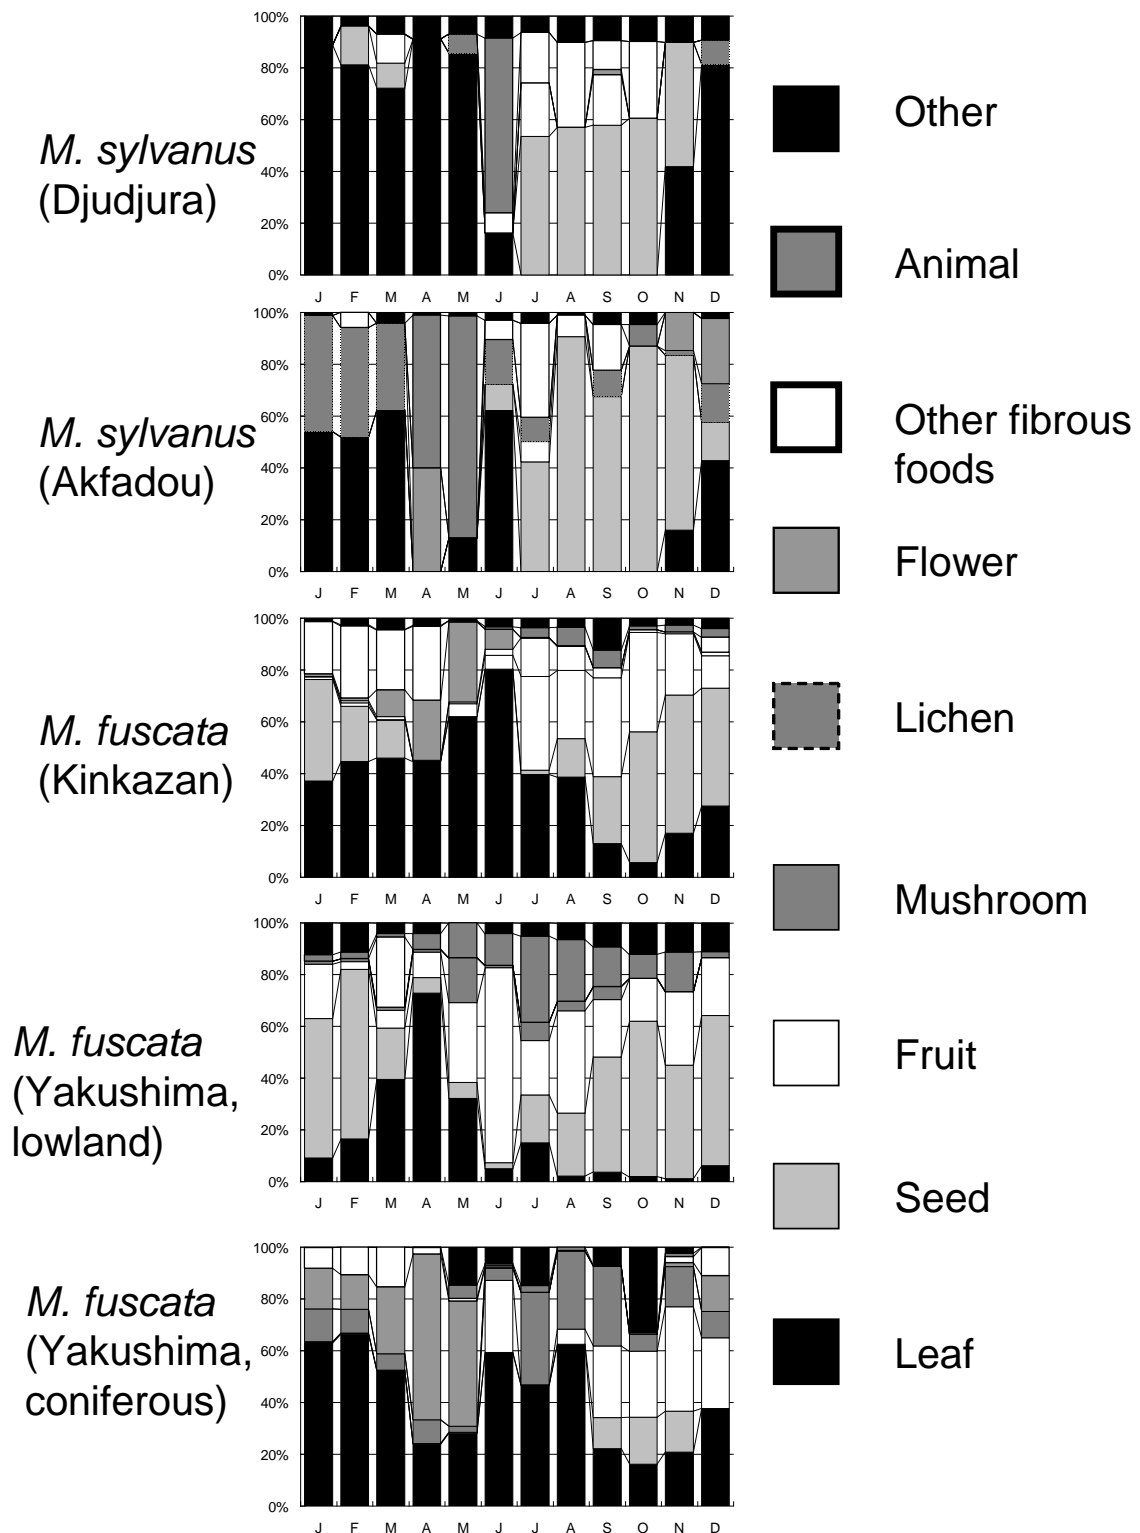 M. sylvanus
(Djudjura)
100%
80%
60%
40%
20%
0%
J F M A M J J A S O N D
M. sylvanus
(Akfadou)
100%
80%
60%
40%
20%
0%
J F M A M J J A S O N D
M. fuscata
(Kinkazan)
100%
80%
60%
40%
20%
0%
J F M A M J J A S O N D
M. fuscata
(Yakushima,
lowland)
100%
80%
60%
40%
20%
0%
J F M A M J J A S O N D
M. fuscata
(Yakushima,
coniferous)
100%
80%
60%
40%
20%
0%
J F M A M J J A S O N D
Other
Animal
Other fibrous
foods
Flower
Lichen
Mushroom
Fruit
Seed
Leaf